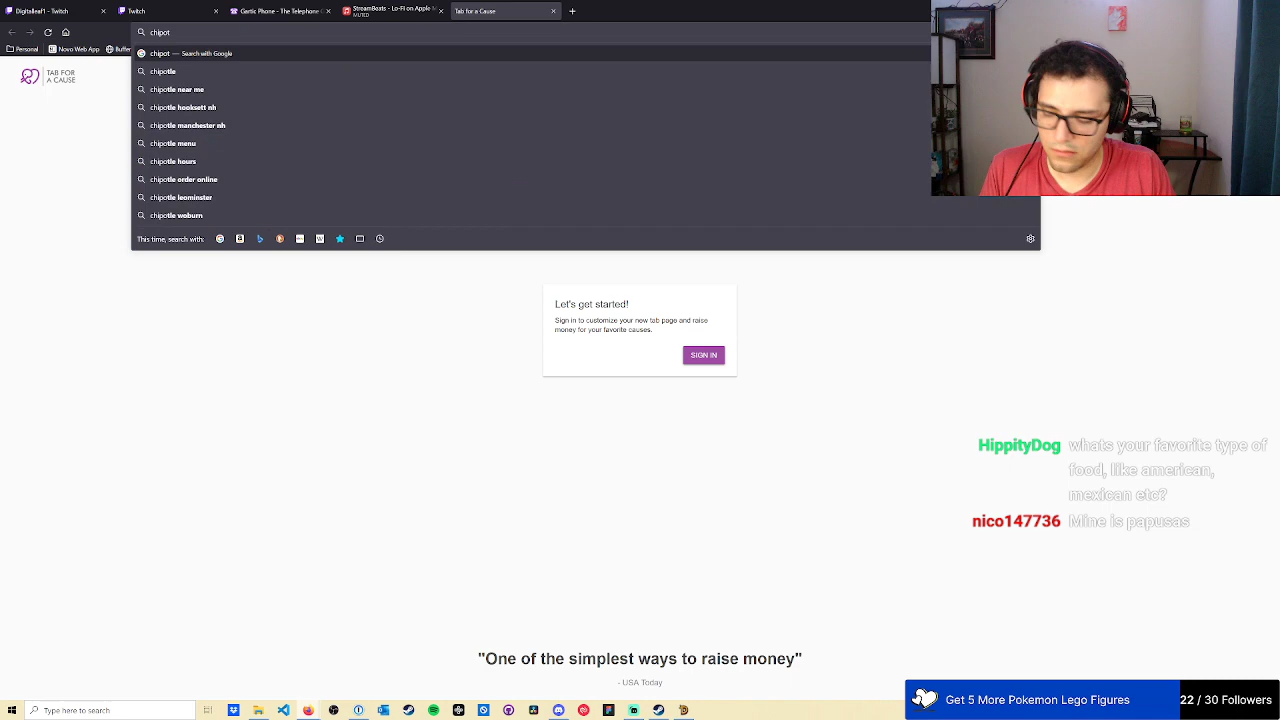 Digitsleaf1 - Twitch
Twitch
Gartic Phone - The Telephone G
StreamBeats - Lo-Fi on Apple M
MUTED
Tab for a Cause
chipot
Personal
Novo Web App
Buffer
chipot — Search with Google
chipotle
chipotle near me
chipotle hooksett nh
chipotle manchester nh
chipotle menu
chipotle hours
chipotle order online
chipotle leominster
chipotle woburn
This time, search with:
TAB FOR
A CAUSE
Let's get started!
Sign in to customize your new tab page and raise
money for your favorite causes.
SIGN IN
HippityDog whats your favorite type of
food, like american,
mexican etc?
nico147736 Mine is papusas
"One of the simplest ways to raise money"
- USA Today
Get 5 More Pokemon Lego Figures
22 / 30 Followers
Type here to search